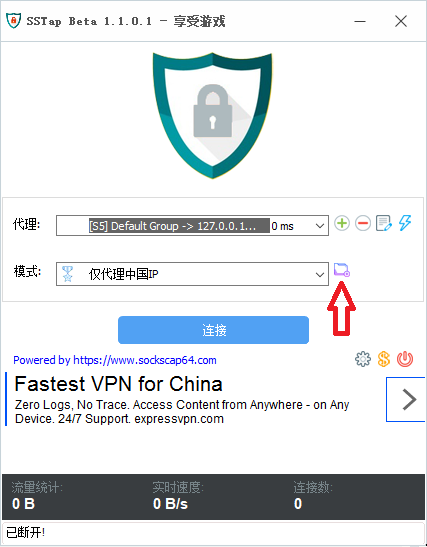 SSTap Beta 1.1.0.1 - 享受游戏
代理: [S5] Default Group -> 127.0.0.1... 0 ms
模式: 仅代理中国IP
连接
Powered by https://www.sockscap64.com
Fastest VPN for China
Zero Logs, No Trace. Access Content from Anywhere - on Any
Device. 24/7 Support. expressvpn.com
流量统计: 实时速度: 连接数:
0 B 0 B/s 0
已断开!